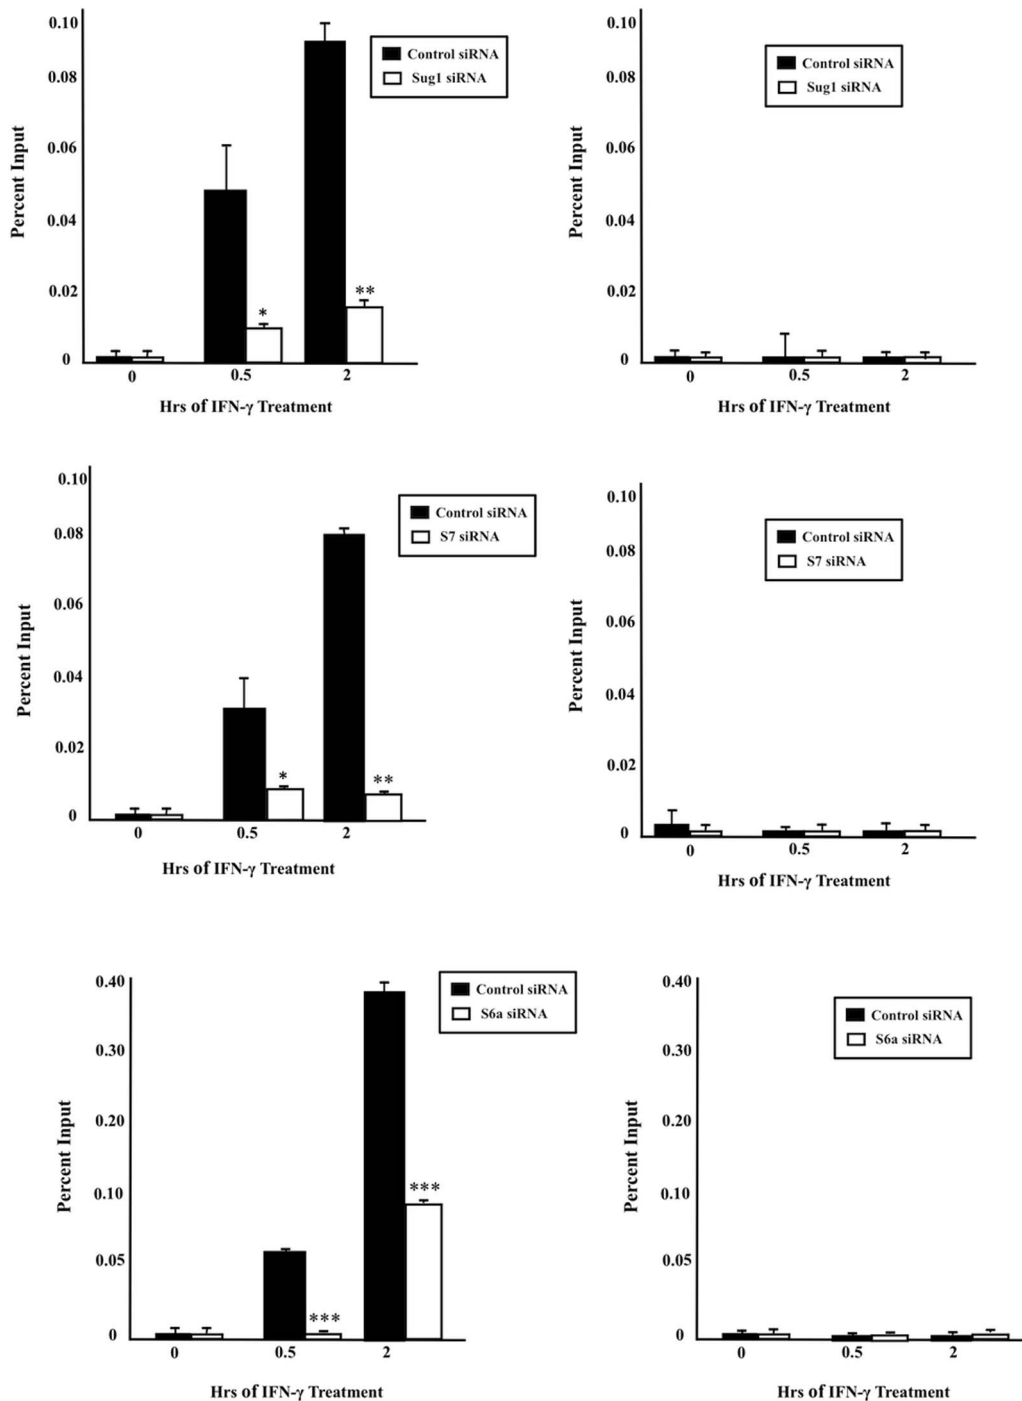 0.10
0.08
0.06
0.04
0.02
0
Percent Input
Control siRNA
Sug1 siRNA
*
**
0 0.5 2
Hrs of IFN-γ Treatment
0.10
0.08
0.06
0.04
0.02
0
Percent Input
Control siRNA
Sug1 siRNA
0 0.5 2
Hrs of IFN-γ Treatment
0.10
0.08
0.06
0.04
0.02
0
Percent Input
Control siRNA
S7 siRNA
*
**
0 0.5 2
Hrs of IFN-γ Treatment
0.10
0.08
0.06
0.04
0.02
0
Percent Input
Control siRNA
S7 siRNA
0 0.5 2
Hrs of IFN-γ Treatment
0.40
0.30
0.20
0.10
0.05
0
Percent Input
Control siRNA
S6a siRNA
***
***
0 0.5 2
Hrs of IFN-γ Treatment
0.40
0.30
0.20
0.10
0.05
0
Percent Input
Control siRNA
S6a siRNA
0 0.5 2
Hrs of IFN-γ Treatment